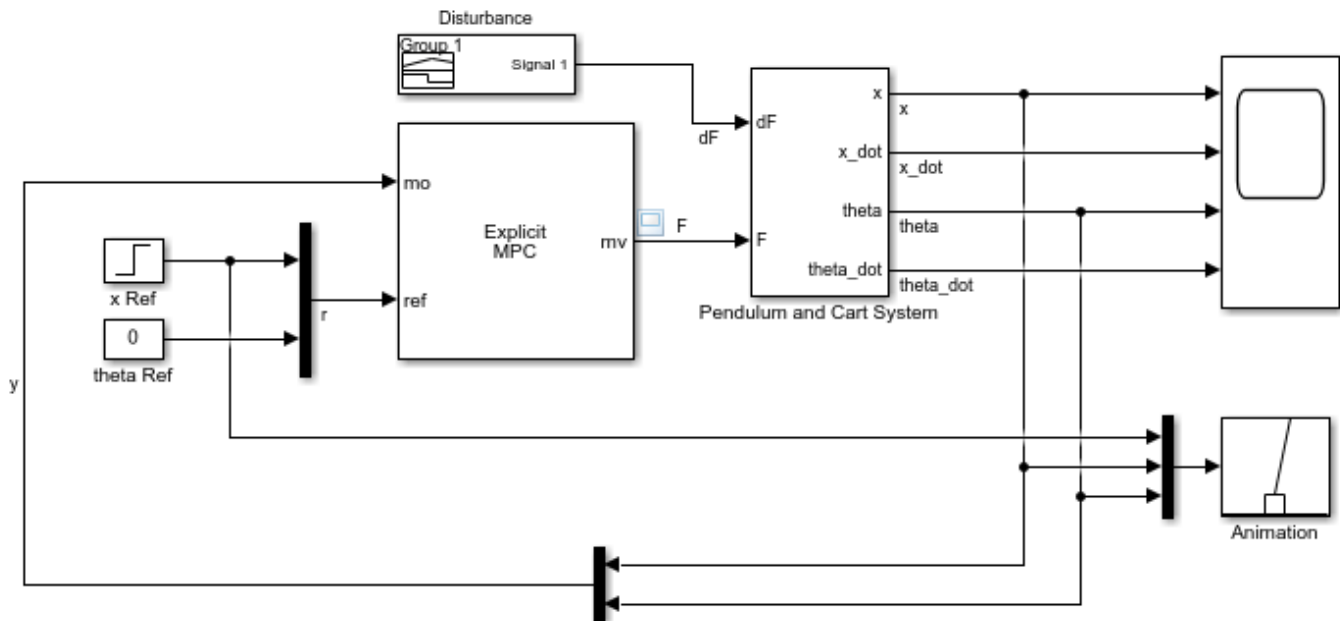 Disturbance
Group 1
Signal 1
dF
mo
ref
Explicit
MPC
mv
F
dF
F
x
x_dot
theta
theta_dot
x
x_dot
theta
theta_dot
Pendulum and Cart System
x Ref
0
theta Ref
r
y
Animation